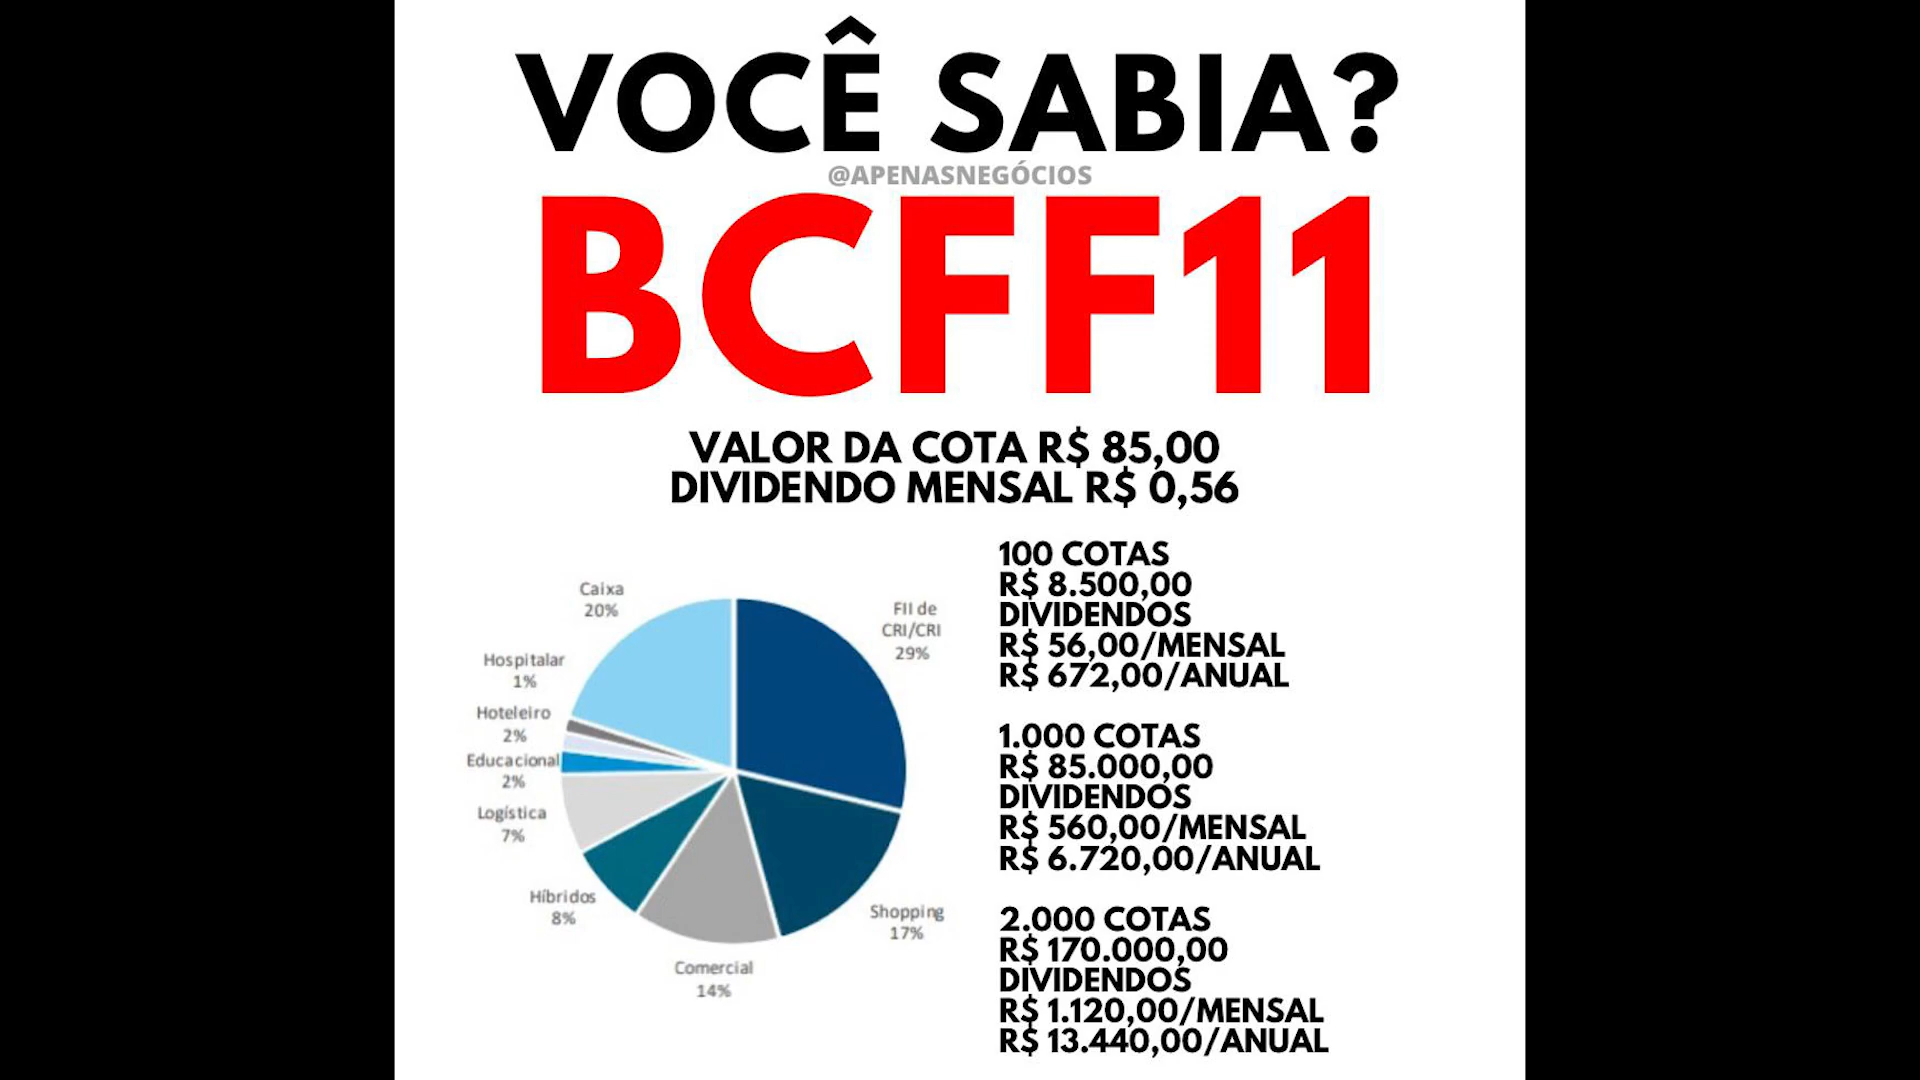 VOCÊ SABIA?
@APENASNEGÓCIOS
BCFF11
VALOR DA COTA R$ 85,00
DIVIDENDO MENSAL R$ 0,56
Caixa
20%
Hospitalar
1%
Hoteleiro
2%
Educacional
2%
Logística
7%
Híbridos
8%
Comercial
14%
Shopping
17%
FII de
CRI/CRI
29%
100 COTAS
R$ 8.500,00
DIVIDENDOS
R$ 56,00/MENSAL
R$ 672,00/ANUAL
1.000 COTAS
R$ 85.000,00
DIVIDENDOS
R$ 560,00/MENSAL
R$ 6.720,00/ANUAL
2.000 COTAS
R$ 170.000,00
DIVIDENDOS
R$ 1.120,00/MENSAL
R$ 13.440,00/ANUAL